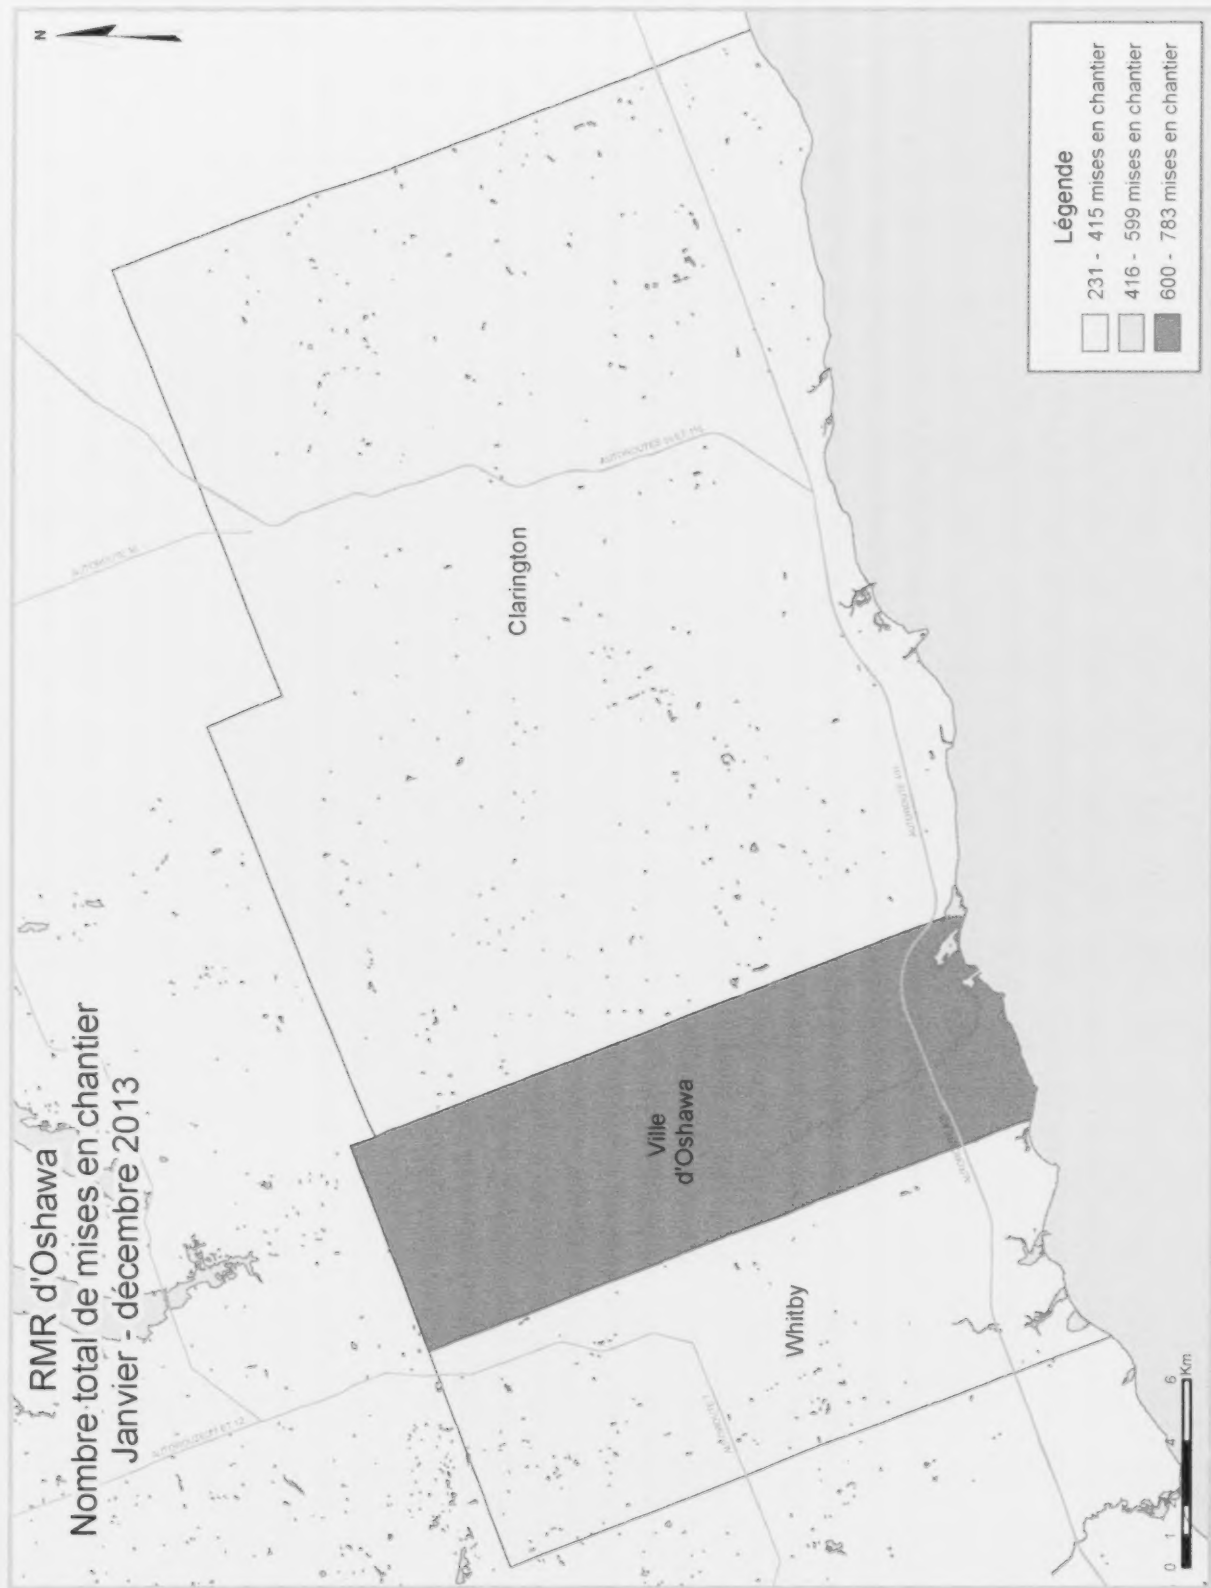 RMR d'Oshawa
Nombre total de mises en chantier
Janvier - décembre 2013
N
Clarington
Ville
d'Oshawa
Whitby
Légende
231 - 415 mises en chantier
416 - 599 mises en chantier
600 - 783 mises en chantier
0 1 4 6
Km